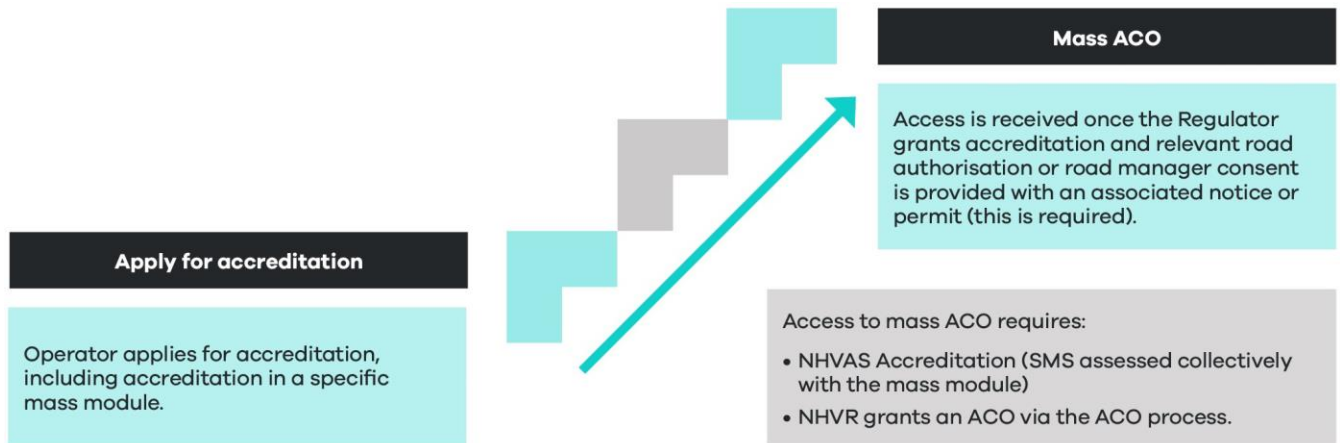 Mass ACO
Access is received once the Regulator
grants accreditation and relevant road
authorisation or road manager consent
is provided with an associated notice or
permit (this is required).
Apply for accreditation
Operator applies for accreditation,
including accreditation in a specific
mass module.
Access to mass ACO requires:
• NHVAS Accreditation (SMS assessed collectively
with the mass module)
• NHVR grants an ACO via the ACO process.